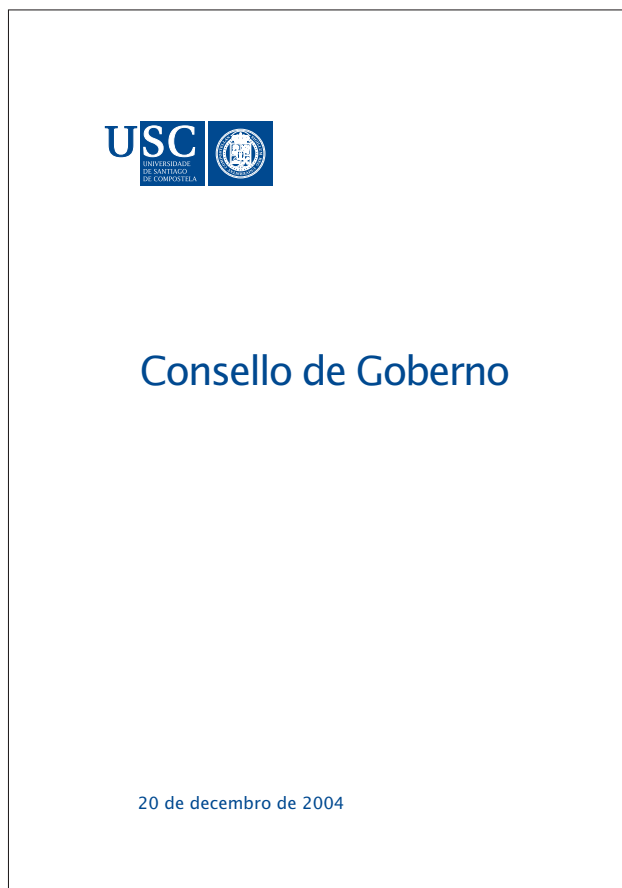 USC
UNIVERSIDADE
DE SANTIAGO
DE COMPOSTELA
Consello de Goberno
20 de decembro de 2004